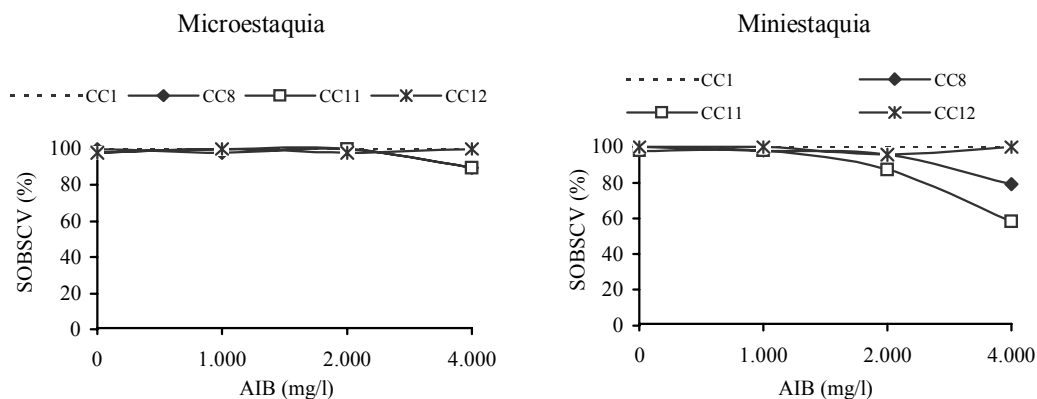 Microestaquia
CC1 CC8 CC11 CC12
100
80
60
40
20
0
SOBSCV (%)
0 1.000 2.000 4.000
AIB (mg/l)
Miniestaquia
CC1 CC8
CC11 CC12
100
80
60
40
20
0
SOBSCV (%)
0 1.000 2.000 4.000
AIB (mg/l)